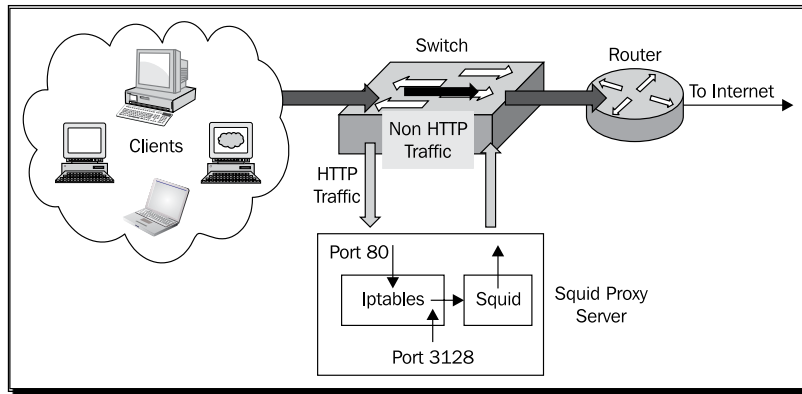 Switch
Router
To Internet
Clients
Non HTTP
Traffic
HTTP
Traffic
Port 80
Iptables
Squid
Squid Proxy
Server
Port 3128